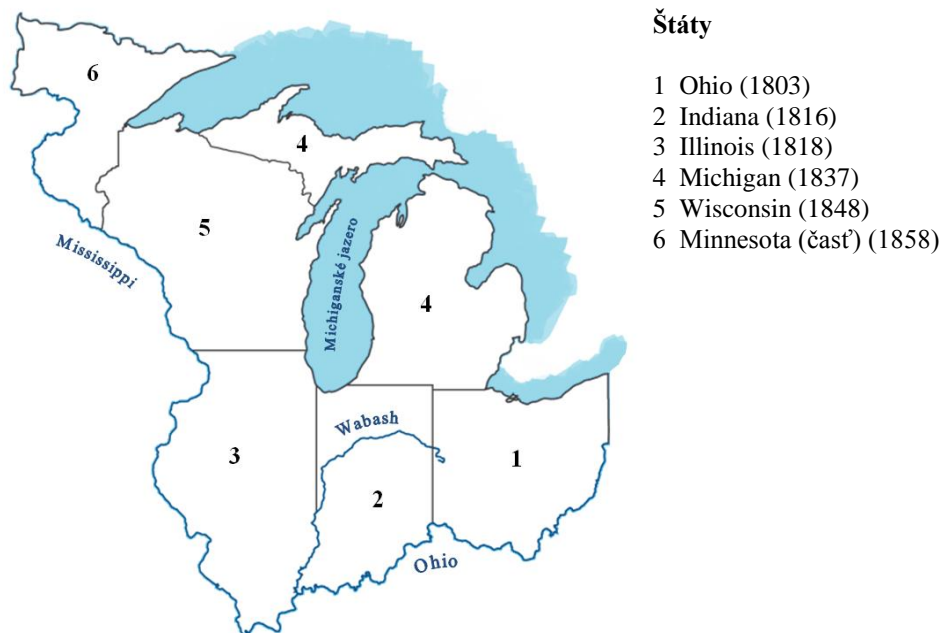 Štáty
1 Ohio (1803)
2 Indiana (1816)
3 Illinois (1818)
4 Michigan (1837)
5 Wisconsin (1848)
6 Minnesota (časť) (1858)
6
4
5
Mississippi
Michiganské jazero
4
Wabash
3
1
2
Ohio